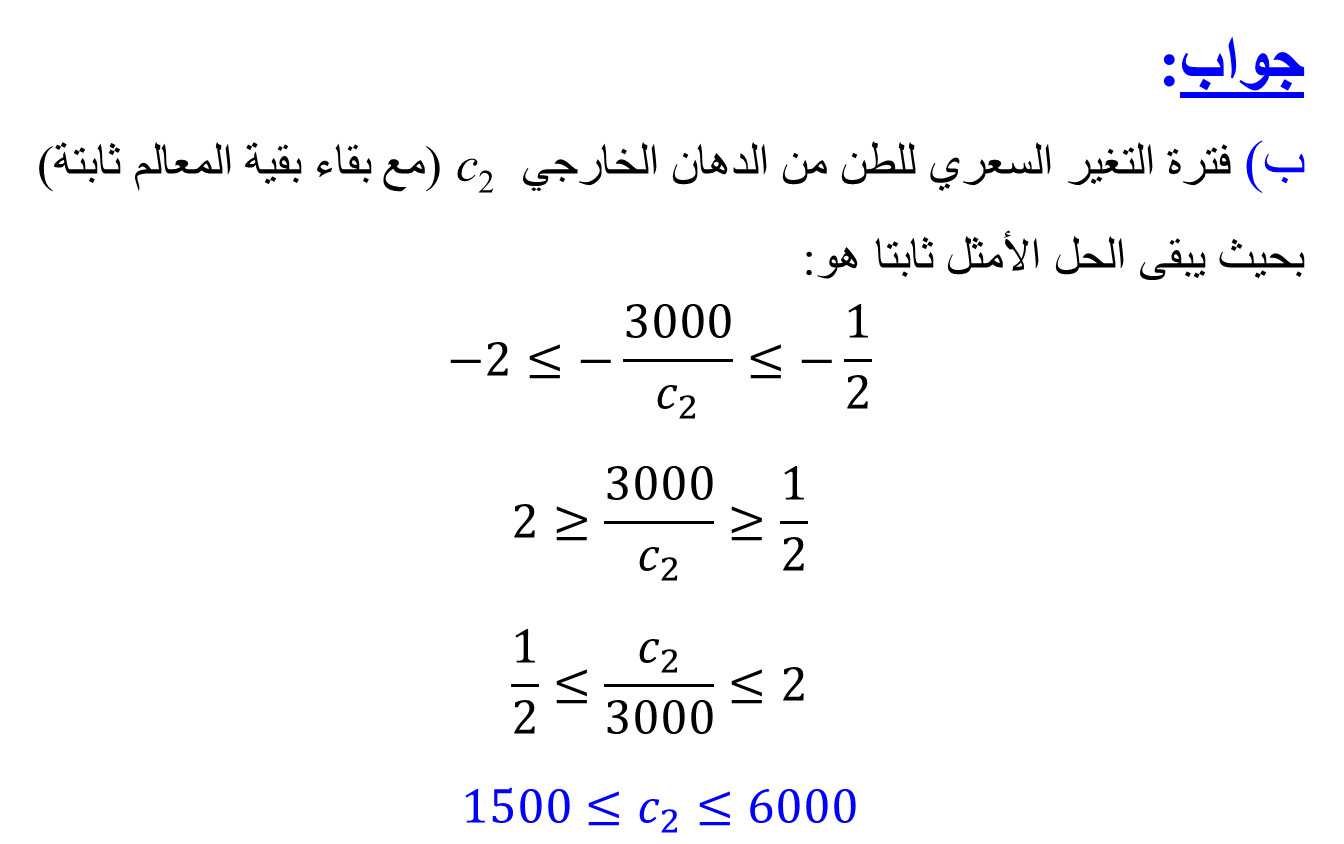 جواب:
ب) فترة التغير السعري للطن من الدهان الخارجي c₂ (مع بقاء بقية المعالم ثابتة)
بحيث يبقى الحل الأمثل ثابتا هو:
−2 ≤ −3000/c₂ ≤ −1/2
2 ≥ 3000/c₂ ≥ 1/2
1/2 ≤ c₂/3000 ≤ 2
1500 ≤ c₂ ≤ 6000